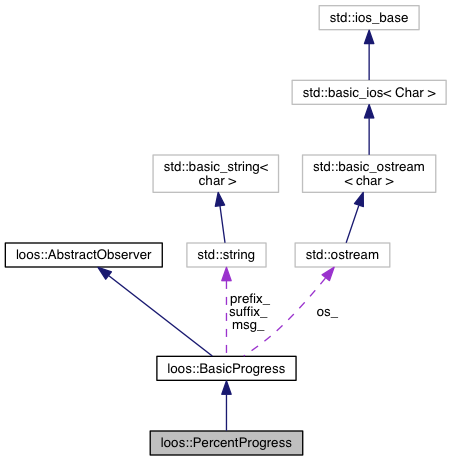 std::ios_base
std::basic_ios< Char >
std::basic_string<
char >
std::basic_ostream
< char >
loos::AbstractObserver
std::string
std::ostream
prefix_
suffix_
msg_
os_
loos::BasicProgress
loos::PercentProgress